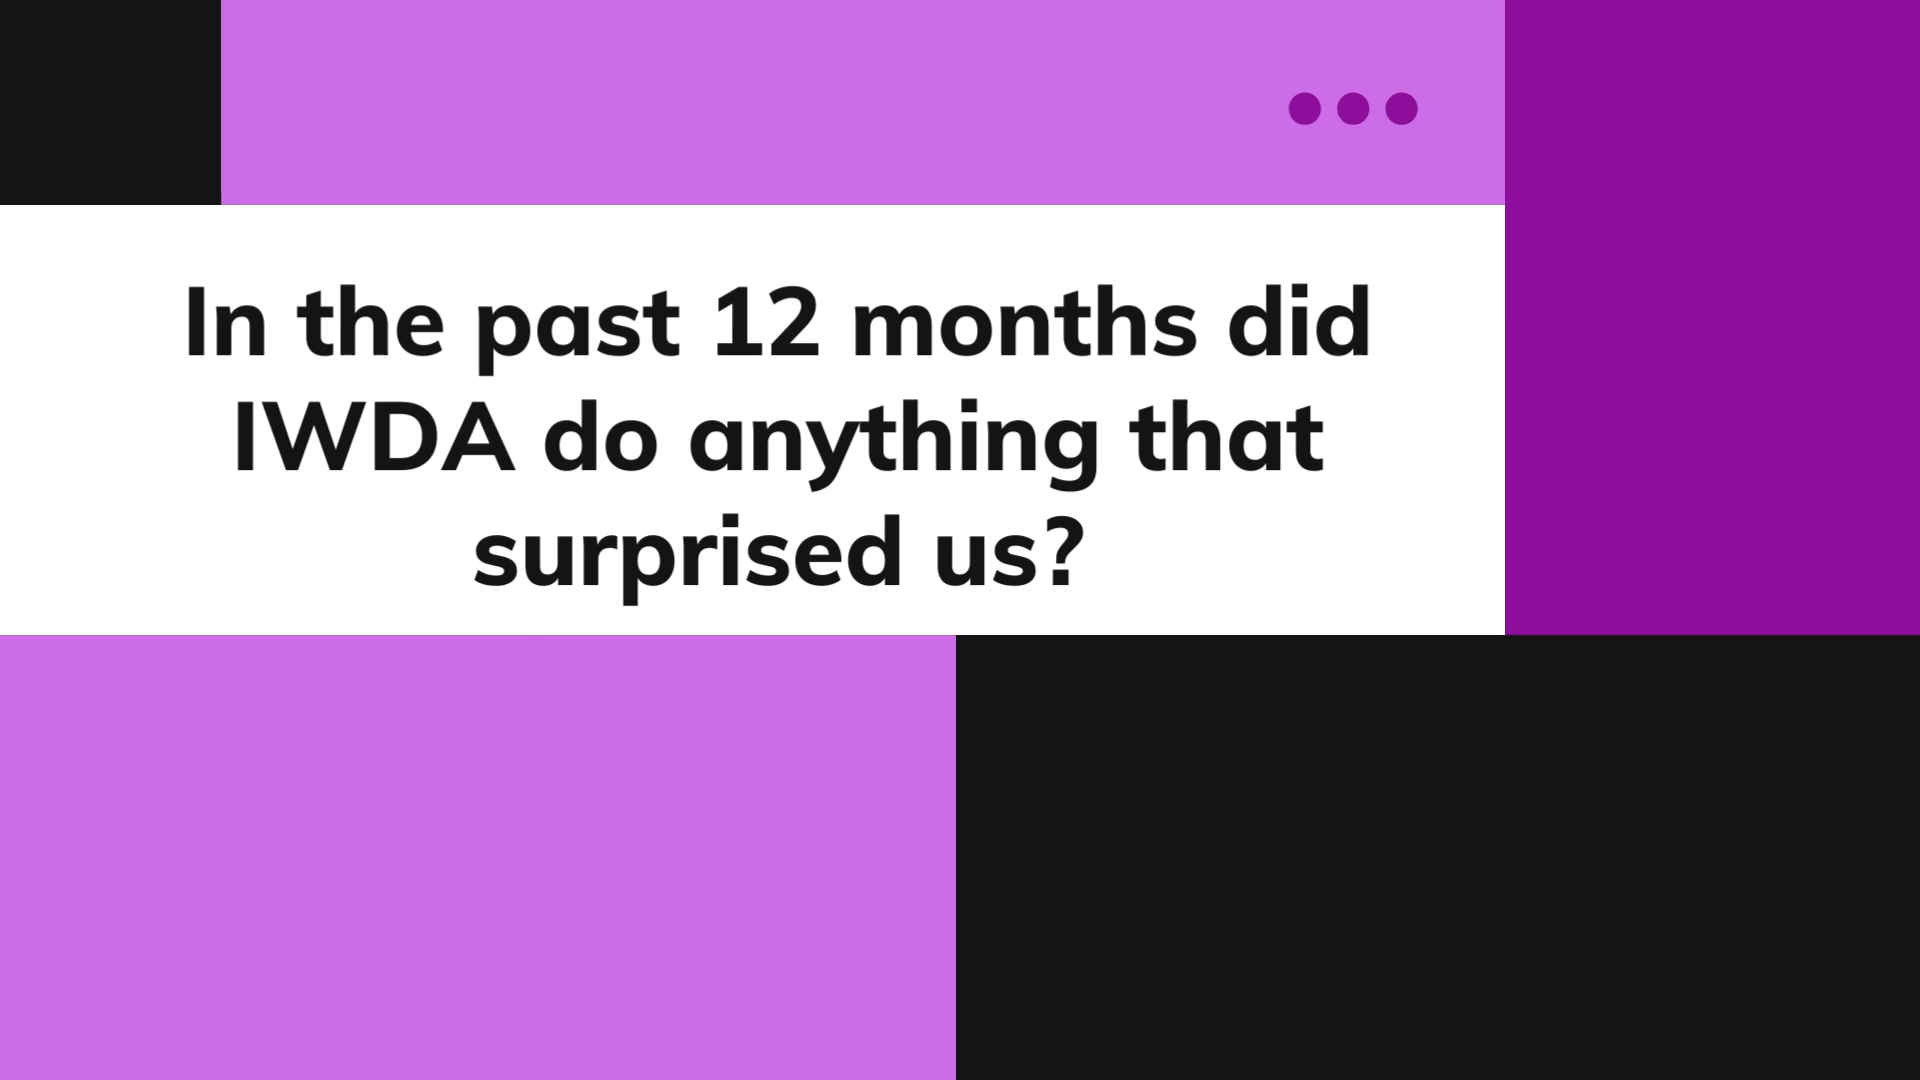 In the past 12 months did
IWDA do anything that
surprised us?